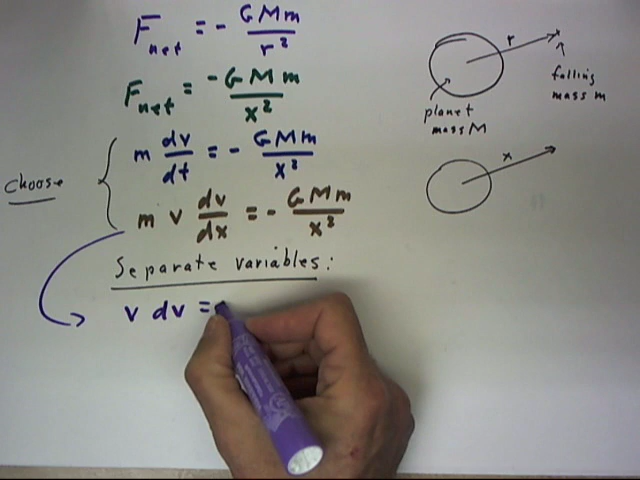 F_net = - GMm/r²
F_net = -GMm/x²
choose
m dv/dt = - GMm/x²
m v dv/dx = - GMm/x²
Separate variables:
v dv =
r
falling
mass m
planet
mass M
x